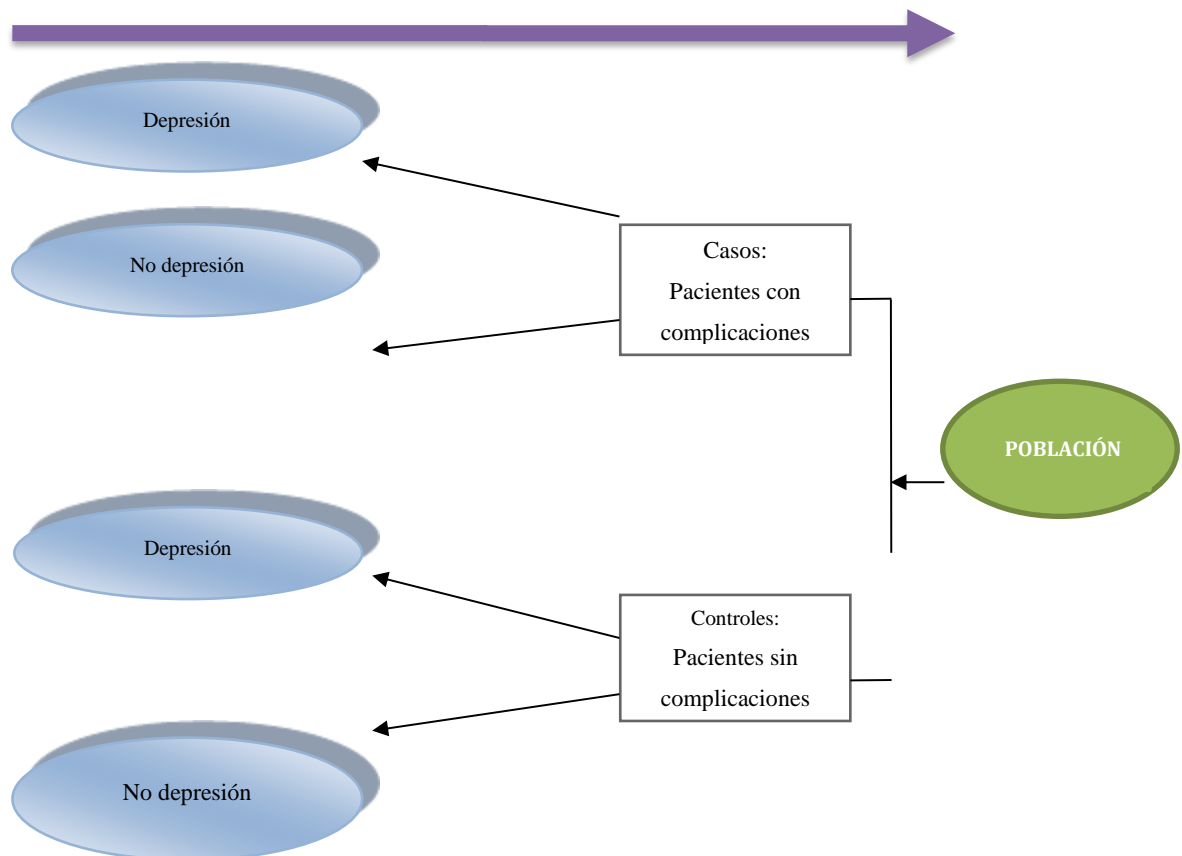 Depresión
No depresión
Casos:
Pacientes con
complicaciones
POBLACIÓN
Depresión
Controles:
Pacientes sin
complicaciones
No depresión